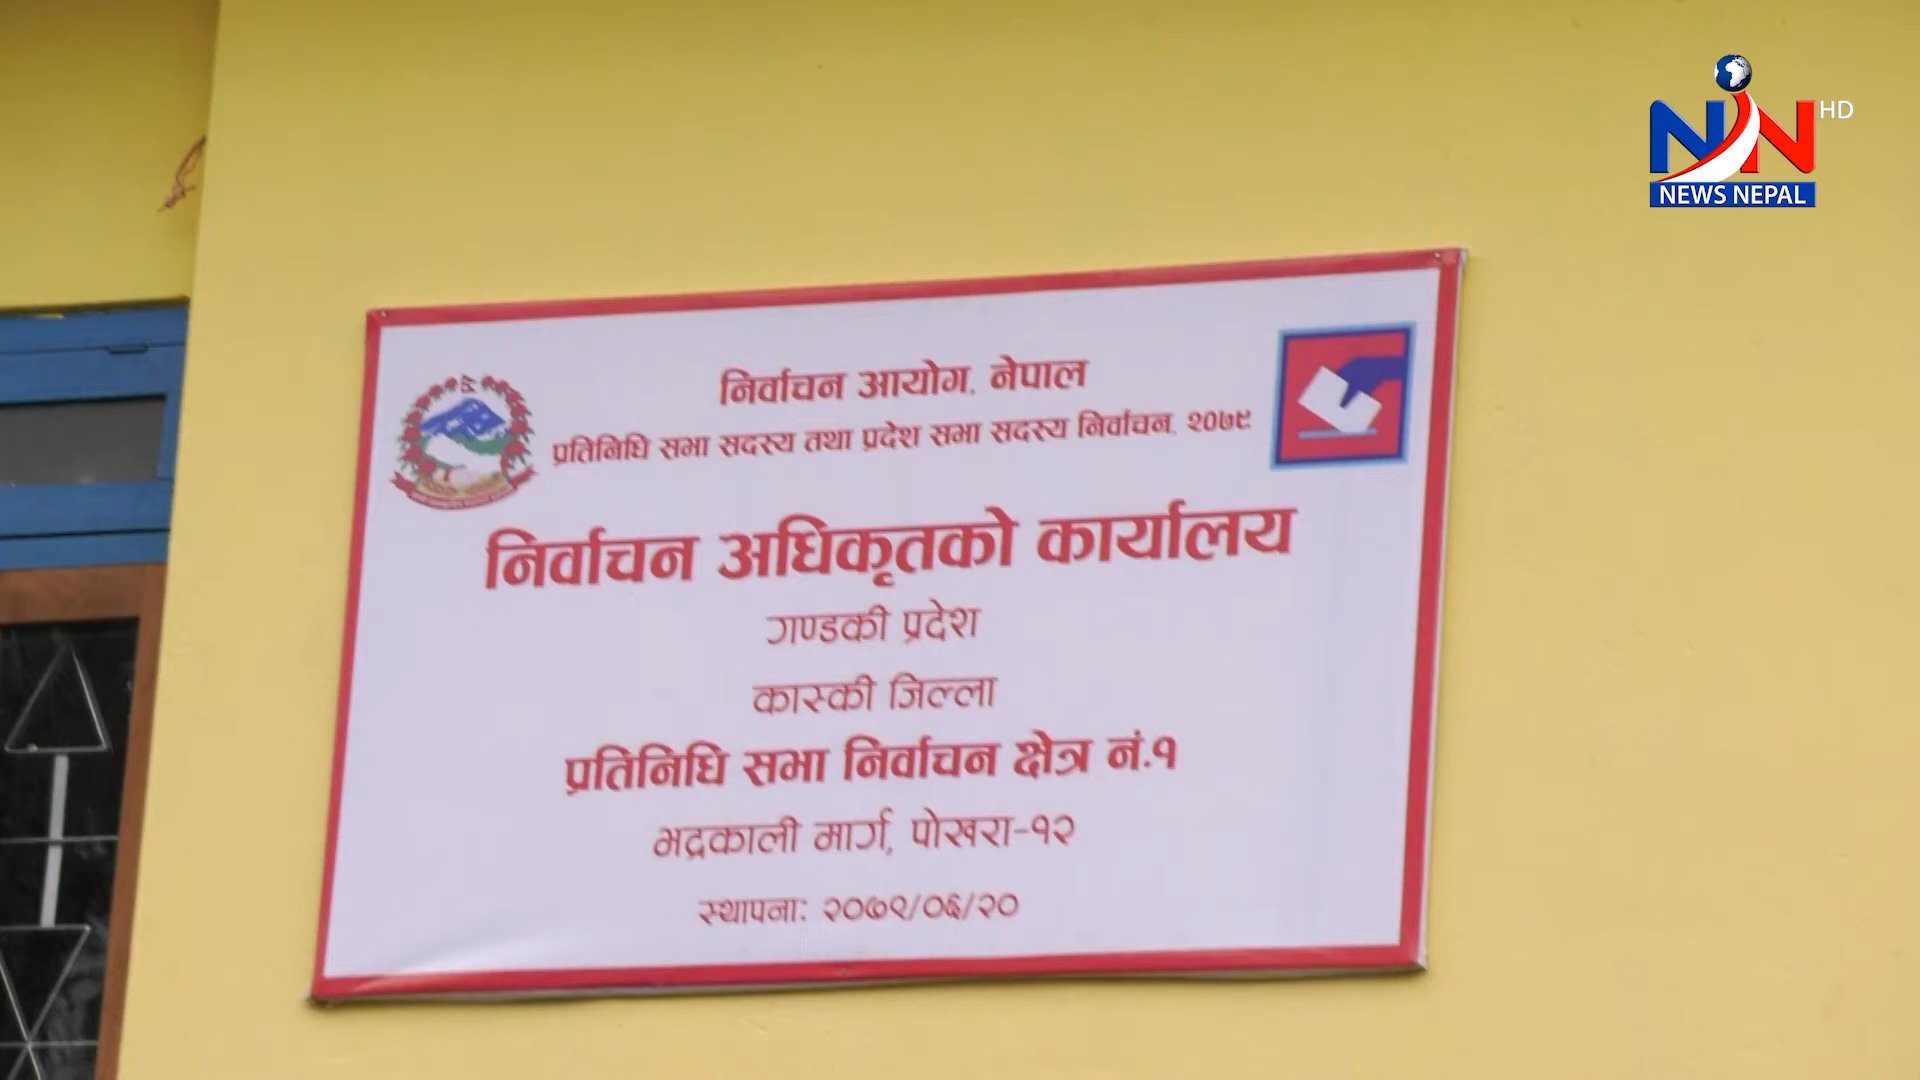 HD
NEWS NEPAL
निर्वाचन आयोग, नेपाल
प्रतिनिधि सभा सदस्य तथा प्रदेश सभा सदस्य निर्वाचन, २०७९
निर्वाचन अधिकृतको कार्यालय
गण्डकी प्रदेश
कास्की जिल्ला
प्रतिनिधि सभा निर्वाचन क्षेत्र नं.१
भद्रकाली मार्ग, पोखरा-१२
स्थापनाः २०७९/०६/२०